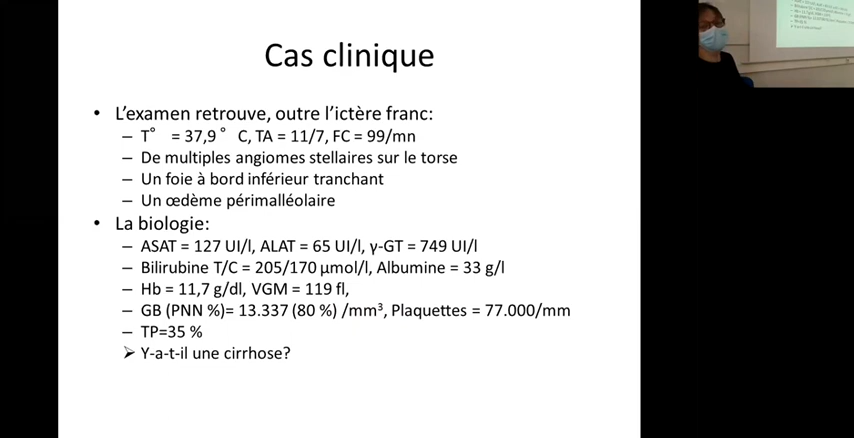 Cas clinique
• L'examen retrouve, outre l'ictère franc:
– T° = 37,9° C, TA = 11/7, FC = 99/mn
– De multiples angiomes stellaires sur le torse
– Un foie à bord inférieur tranchant
– Un œdème périmalléolaire
• La biologie:
– ASAT = 127 UI/l, ALAT = 65 UI/l, γ-GT = 749 UI/l
– Bilirubine T/C = 205/170 µmol/l, Albumine = 33 g/l
– Hb = 11,7 g/dl, VGM = 119 fl,
– GB (PNN %)= 13.337 (80 %) /mm³, Plaquettes = 77.000/mm
– TP=35 %
➢ Y-a-t-il une cirrhose?